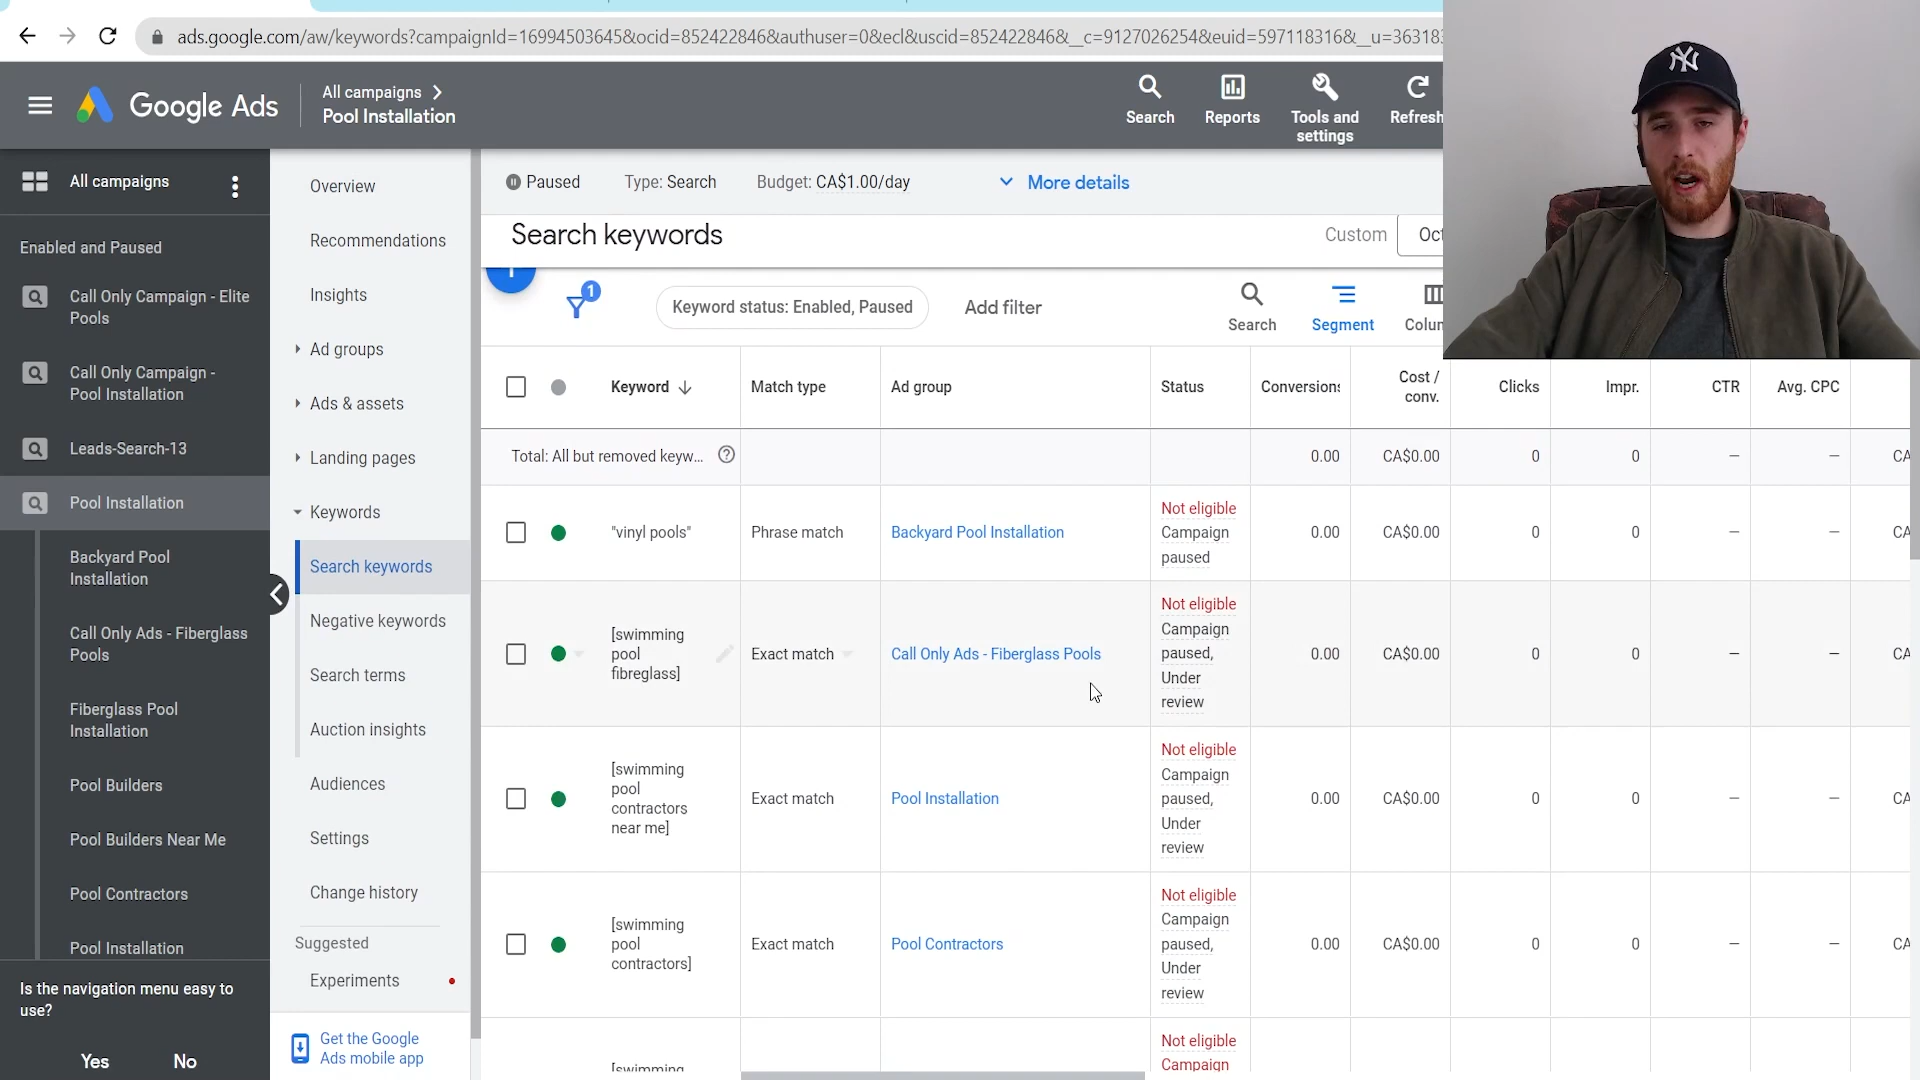 ads.google.com/aw/keywords?campaignId=16994503645&ocid=852422846&authuser=0&ecl&uscid=852422846&__c=9127026254&euid=597118316&__u=36318
Google Ads
All campaigns
Pool Installation
Search
Reports
Tools and
settings
Refresh
All campaigns
Enabled and Paused
Call Only Campaign - Elite
Pools
Call Only Campaign -
Pool Installation
Leads-Search-13
Pool Installation
Backyard Pool
Installation
Call Only Ads - Fiberglass
Pools
Fiberglass Pool
Installation
Pool Builders
Pool Builders Near Me
Pool Contractors
Pool Installation
Is the navigation menu easy to
use?
Yes
No
Overview
Recommendations
Insights
Ad groups
Ads & assets
Landing pages
Keywords
Search keywords
Negative keywords
Search terms
Auction insights
Audiences
Settings
Change history
Suggested
Experiments
Get the Google
Ads mobile app
Paused
Type: Search
Budget: CA$1.00/day
More details
Search keywords
Custom
Oct
1
Keyword status: Enabled, Paused
Add filter
Search
Segment
Colum
Keyword
Match type
Ad group
Status
Conversions
Cost /
conv.
Clicks
Impr.
CTR
Avg. CPC
Total: All but removed keyw...
0.00
CA$0.00
0
0
—
—
CA
"vinyl pools"
Phrase match
Backyard Pool Installation
Not eligible
Campaign
paused
0.00
CA$0.00
0
0
—
—
CA
[swimming
pool
fibreglass]
Exact match
Call Only Ads - Fiberglass Pools
Not eligible
Campaign
paused,
Under
review
0.00
CA$0.00
0
0
—
—
CA
[swimming
pool
contractors
near me]
Exact match
Pool Installation
Not eligible
Campaign
paused,
Under
review
0.00
CA$0.00
0
0
—
—
CA
[swimming
pool
contractors]
Exact match
Pool Contractors
Not eligible
Campaign
paused,
Under
review
0.00
CA$0.00
0
0
—
—
CA
[swimming
Not eligible
Campaign
NY